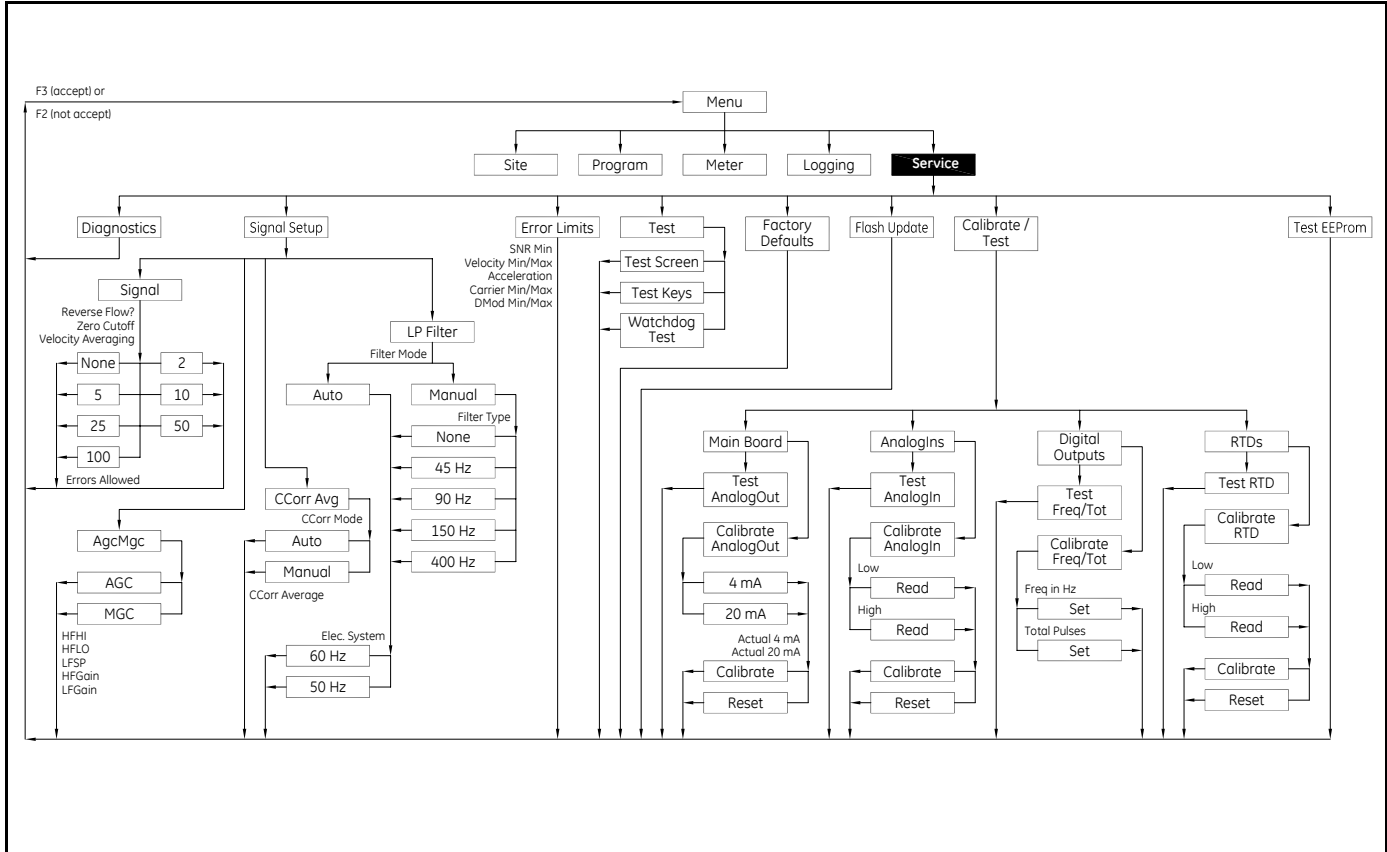 F3 (accept) or
F2 (not accept)
Menu
Site
Program
Meter
Logging
Service
Diagnostics
Signal Setup
Error Limits
SNR Min
Velocity Min/Max
Acceleration
Carrier Min/Max
DMod Min/Max
Test
Test Screen
Test Keys
Watchdog
Test
Factory
Defaults
Flash Update
Calibrate /
Test
Test EEProm
Signal
Reverse Flow?
Zero Cutoff
Velocity Averaging
None
2
5
10
25
50
100
Errors Allowed
AgcMgc
AGC
MGC
HFHI
HFLO
LFSP
HFGain
LFGain
CCorr Avg
CCorr Mode
Auto
Manual
CCorr Average
LP Filter
Filter Mode
Auto
Manual
Filter Type
None
45 Hz
90 Hz
150 Hz
400 Hz
Elec. System
60 Hz
50 Hz
Main Board
Test
AnalogOut
Calibrate
AnalogOut
4 mA
20 mA
Actual 4 mA
Actual 20 mA
Calibrate
Reset
AnalogIns
Test
AnalogIn
Calibrate
AnalogIn
Low
Read
High
Read
Calibrate
Reset
Digital
Outputs
Test
Freq/Tot
Calibrate
Freq/Tot
Freq in Hz
Set
Total Pulses
Set
RTDs
Test RTD
Calibrate
RTD
Low
Read
High
Read
Calibrate
Reset